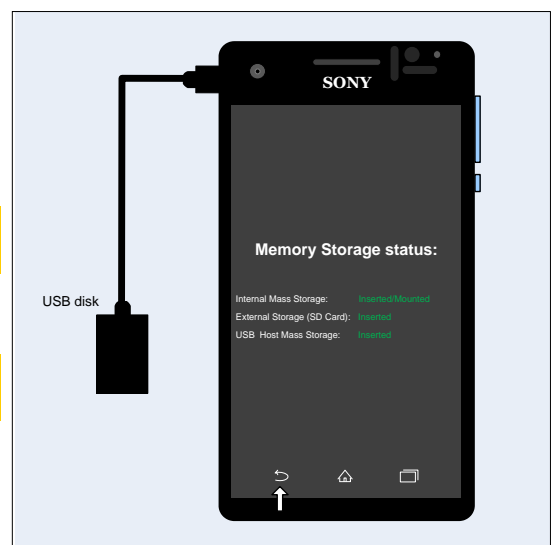 SONY
Memory Storage status:
Internal Mass Storage: Inserted/Mounted
External Storage (SD Card): Inserted
USB Host Mass Storage: Inserted
USB disk